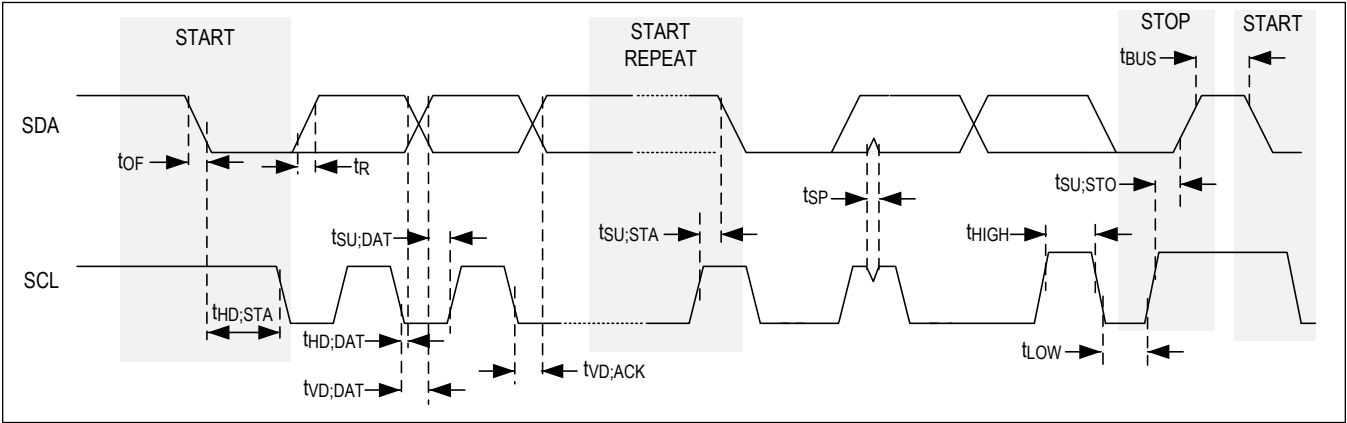 START
START
REPEAT
STOP
START
tBUS
SDA
tOF
tR
tSP
tSU;STO
tSU;DAT
tSU;STA
tHIGH
SCL
tHD;STA
tHD;DAT
tLOW
tVD;DAT
tVD;ACK